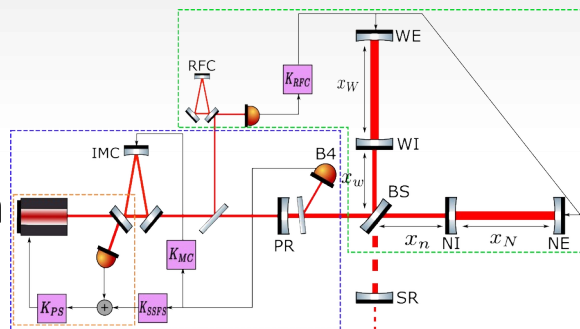 WE
RFC
K_RFC
x_W
IMC
B4
WI
x_w
BS
PR
x_n
NI
x_N
NE
K_MC
K_PS
+
K_SSFS
SR